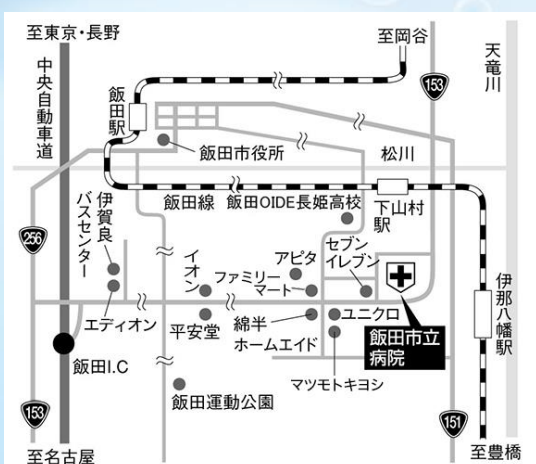 至東京・長野
中央自動車道
飯田駅
至岡谷
153
天竜川
飯田市役所
松川
飯田線
飯田OIDE長姫高校
下山村
駅
256
伊賀良
バスセンター
イオン
アピタ
ファミリー
マート
セブン
イレブン
エディオン
平安堂
綿半
ホームエイド
ユニクロ
飯田市立
病院
伊那八幡駅
飯田I.C
マツモトキヨシ
飯田運動公園
153
151
至名古屋
至豊橋